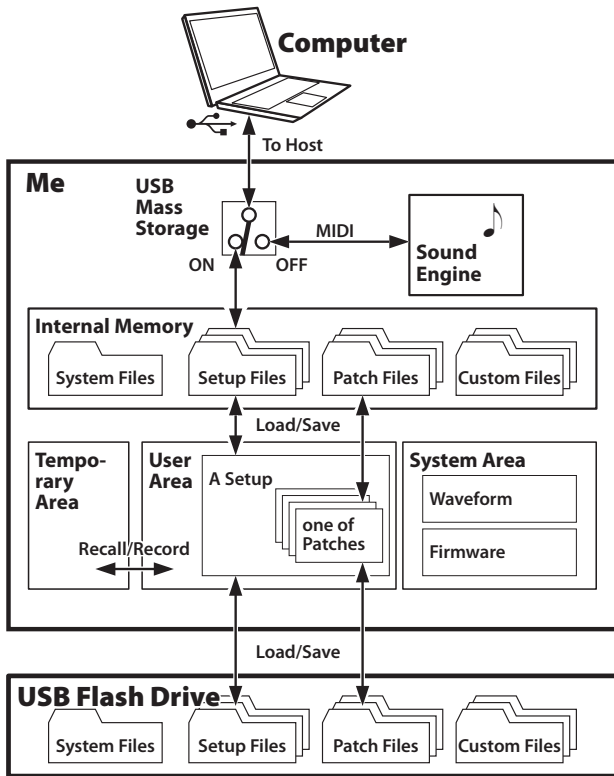 Computer
To Host
Me
USB
Mass
Storage
MIDI
ON
OFF
Sound
Engine
Internal Memory
System Files
Setup Files
Patch Files
Custom Files
Load/Save
Tempo-
rary
Area
User
Area
A Setup
one of
Patches
System Area
Waveform
Firmware
Recall/Record
Load/Save
USB Flash Drive
System Files
Setup Files
Patch Files
Custom Files